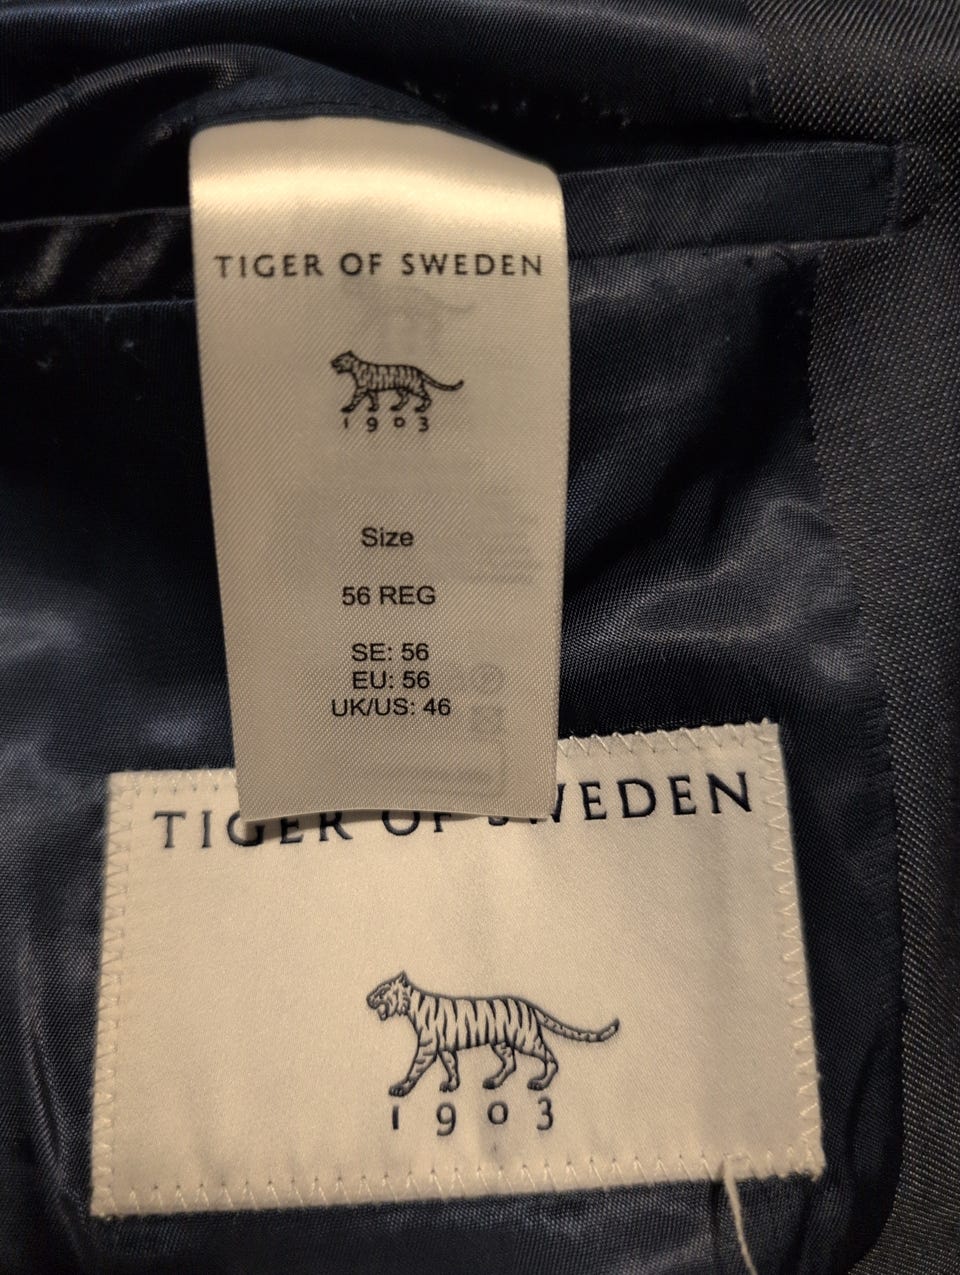 TIGER OF SWEDEN
1903
Size
56 REG
SE: 56
EU: 56
UK/US: 46
TIGER OF SWEDEN
1903